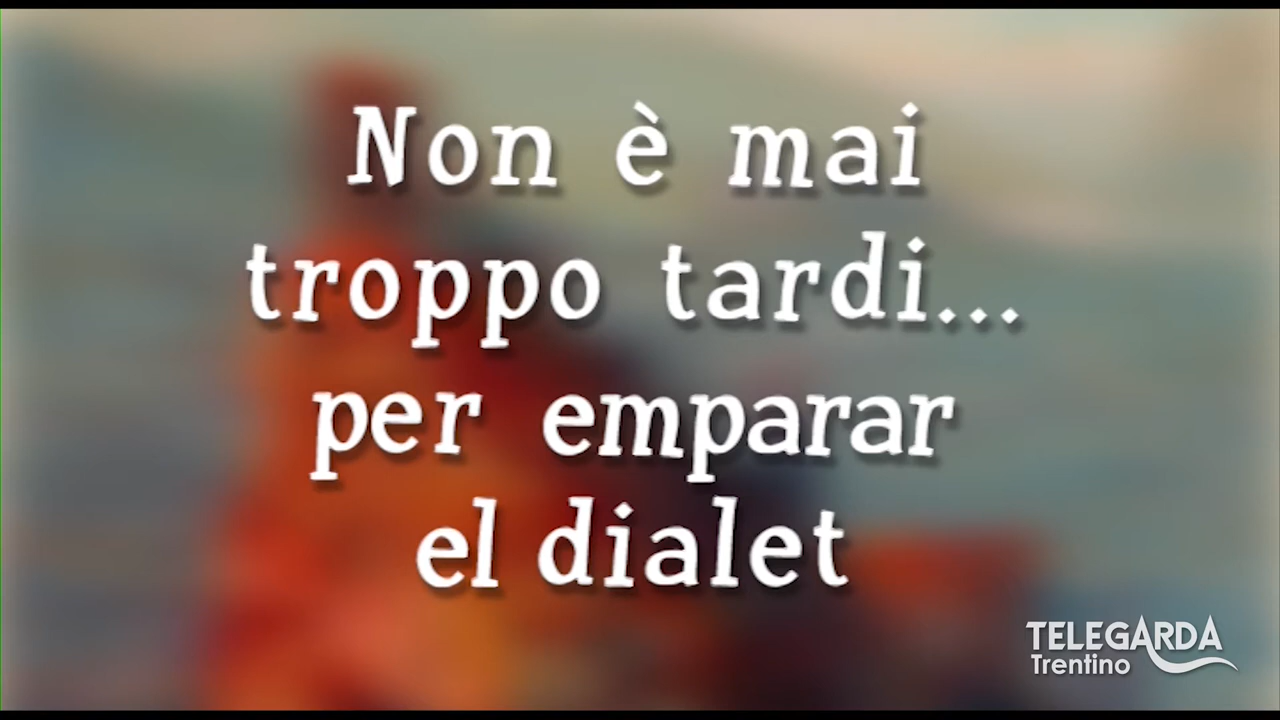 Non è mai
troppo tardi...
per emparar
el dialet
TELEGARDA
Trentino